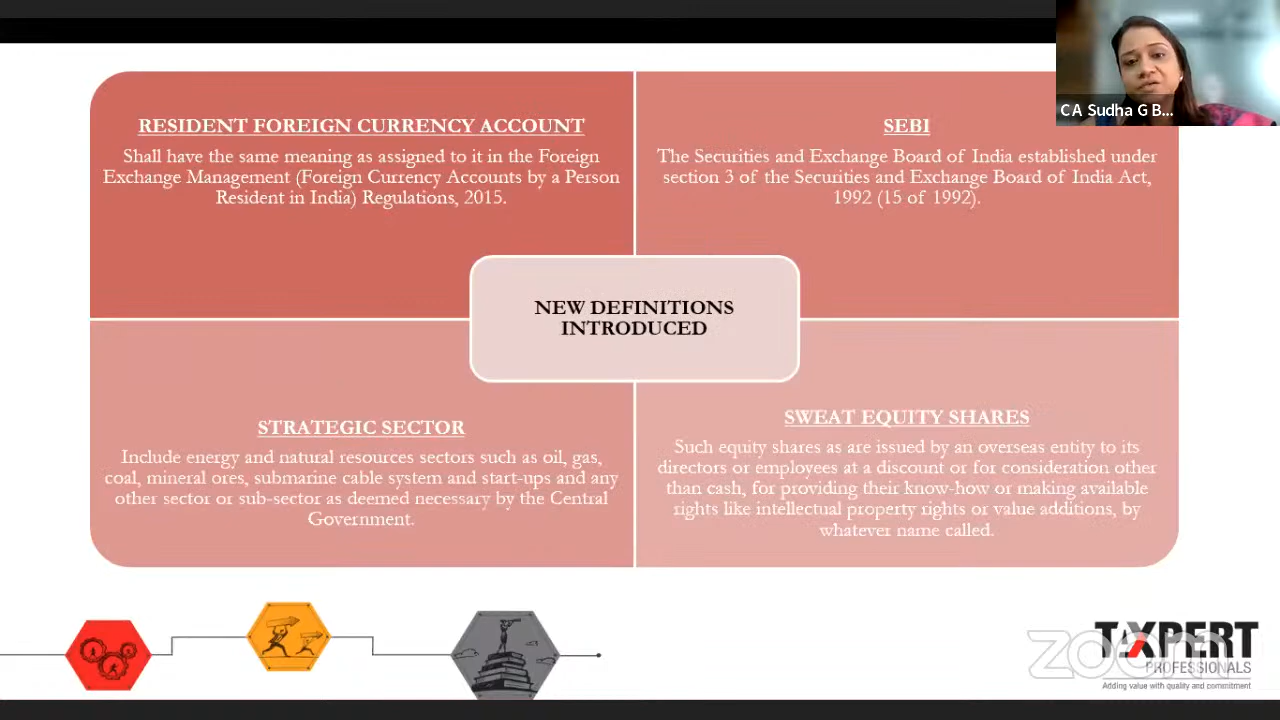 CA Sudha G B...
RESIDENT FOREIGN CURRENCY ACCOUNT
Shall have the same meaning as assigned to it in the Foreign
Exchange Management (Foreign Currency Accounts by a Person
Resident in India) Regulations, 2015.
SEBI
The Securities and Exchange Board of India established under
section 3 of the Securities and Exchange Board of India Act,
1992 (15 of 1992).
NEW DEFINITIONS
INTRODUCED
STRATEGIC SECTOR
Include energy and natural resources sectors such as oil, gas,
coal, mineral ores, submarine cable system and start-ups and any
other sector or sub-sector as deemed necessary by the Central
Government.
SWEAT EQUITY SHARES
Such equity shares as are issued by an overseas entity to its
directors or employees at a discount or for consideration other
than cash, for providing their know-how or making available
rights like intellectual property rights or value additions, by
whatever name called.
TAXPERT
PROFESSIONALS
Adding value with quality and commitment
zoom